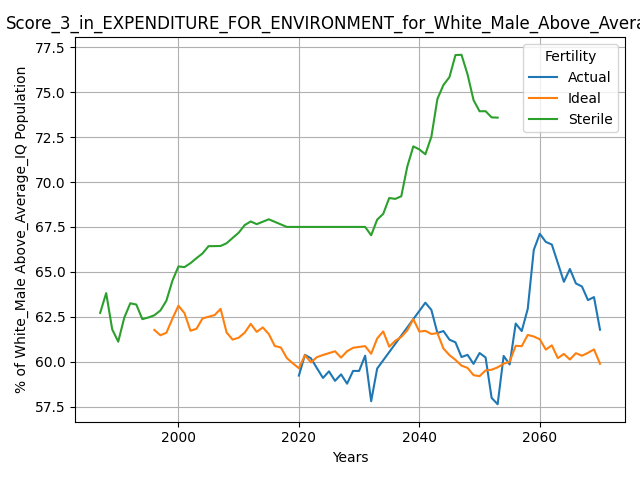 Score_3_in_EXPENDITURE_FOR_ENVIRONMENT_for_White_Male_Above_Avera
% of White_Male Above_Average_IQ Population
77.5
75.0
72.5
70.0
67.5
65.0
62.5
60.0
57.5
Fertility
Actual
Ideal
Sterile
2000
2020
2040
2060
Years